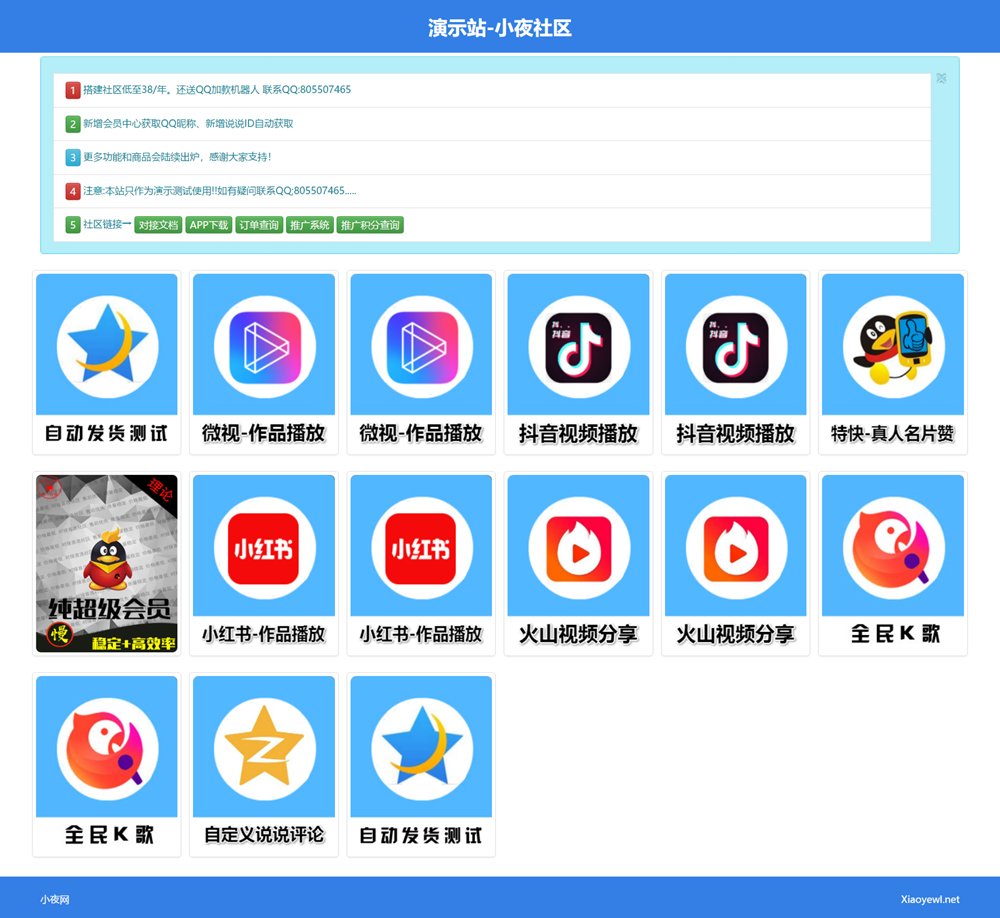 演示站-小夜社区
1 搭建社区低至38/年。还送QQ加款机器人 联系QQ:805507465
2 新增会员中心获取QQ昵称、新增说说ID自动获取
3 更多功能和商品会陆续出炉，感谢大家支持！
4 注意:本站只作为演示测试使用!!如有疑问联系QQ;805507465.....
5 社区链接一 对接文档 APP下载 订单查询 推广系统 推广积分查询
抖音 抖音
自动发货测试 微视-作品播放 微视-作品播放 抖音视频播放 抖音视频播放 特快-真人名片赞
理论
小红书 小红书
纯超级会员
慢 稳定+高效率
小红书-作品播放 小红书-作品播放 火山视频分享 火山视频分享 全民K歌
全民K歌 自定义说说评论 自动发货测试
小夜网 Xiaoyewl.net